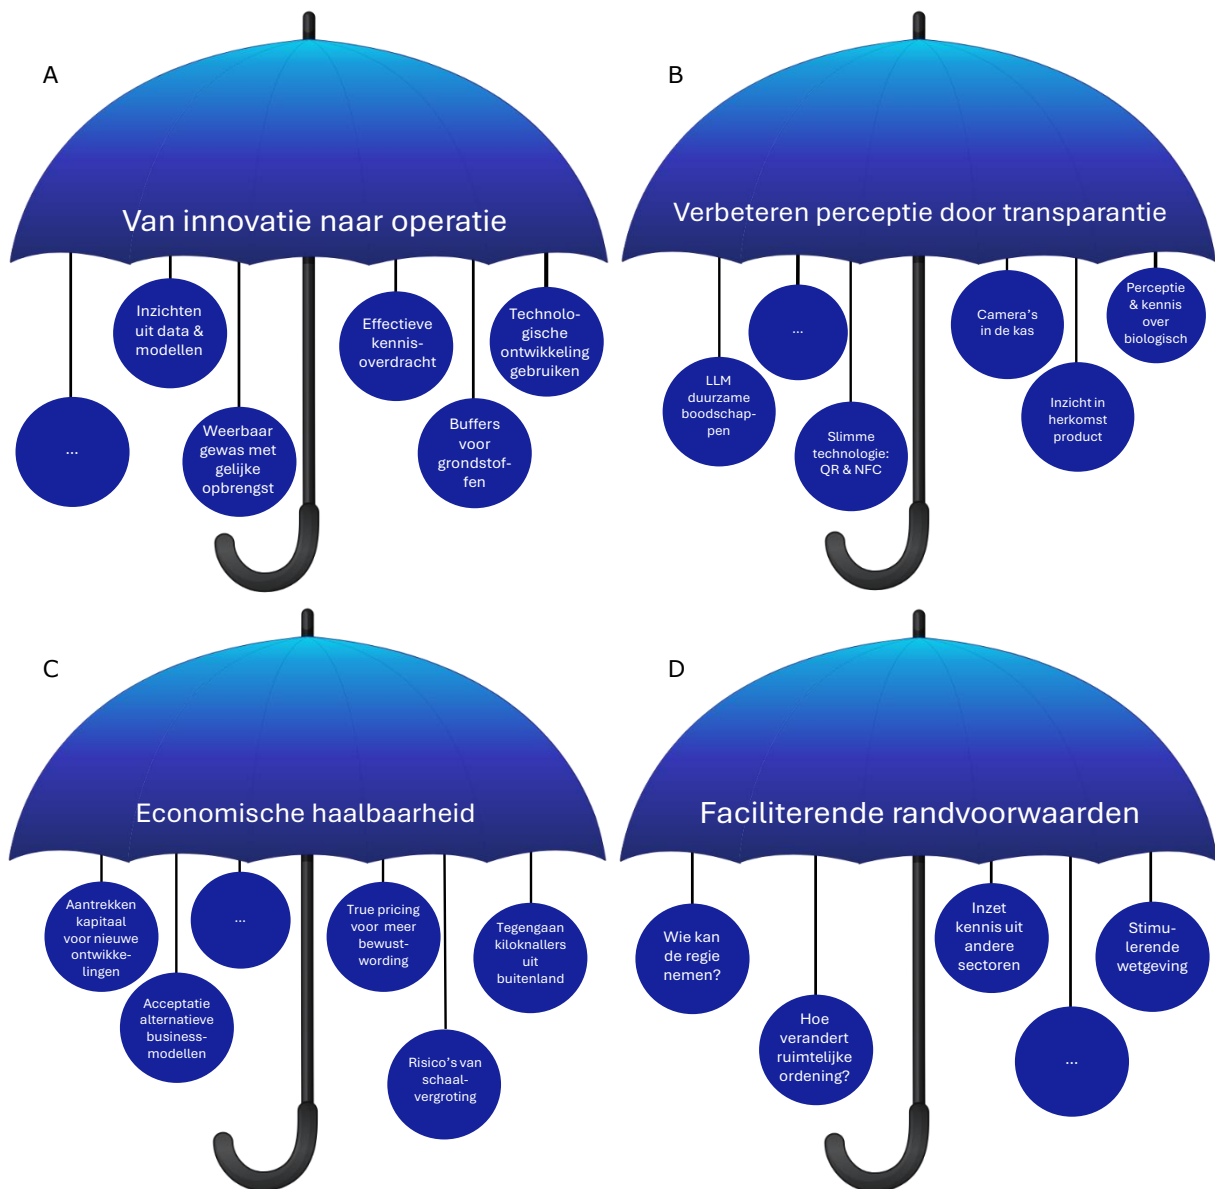 A
Van innovatie naar operatie
...
Inzichten
uit data &
modellen
Weerbaar
gewas met
gelijke
opbrengst
Effectieve
kennis-
overdracht
Buffers
voor
grondstof-
fen
Technolo-
gische
ontwikkeling
gebruiken
B
Verbeteren perceptie door transparantie
LLM
duurzame
boodschap-
pen
...
Slimme
technologie:
QR & NFC
Camera's
in de kas
Inzicht in
herkomst
product
Perceptie
& kennis
over
biologisch
C
Economische haalbaarheid
Aantrekken
kapitaal
voor nieuwe
ontwikke-
lingen
Acceptatie
alternatieve
business-
modellen
...
True pricing
voor meer
bewust-
wording
Risico's van
schaal-
vergroting
Tegengaan
kiloknallers
uit
buitenland
D
Faciliterende randvoorwaarden
Wie kan
de regie
nemen?
Hoe
verandert
ruimtelijke
ordening?
Inzet
kennis uit
andere
sectoren
...
Stimu-
lerende
wetgeving